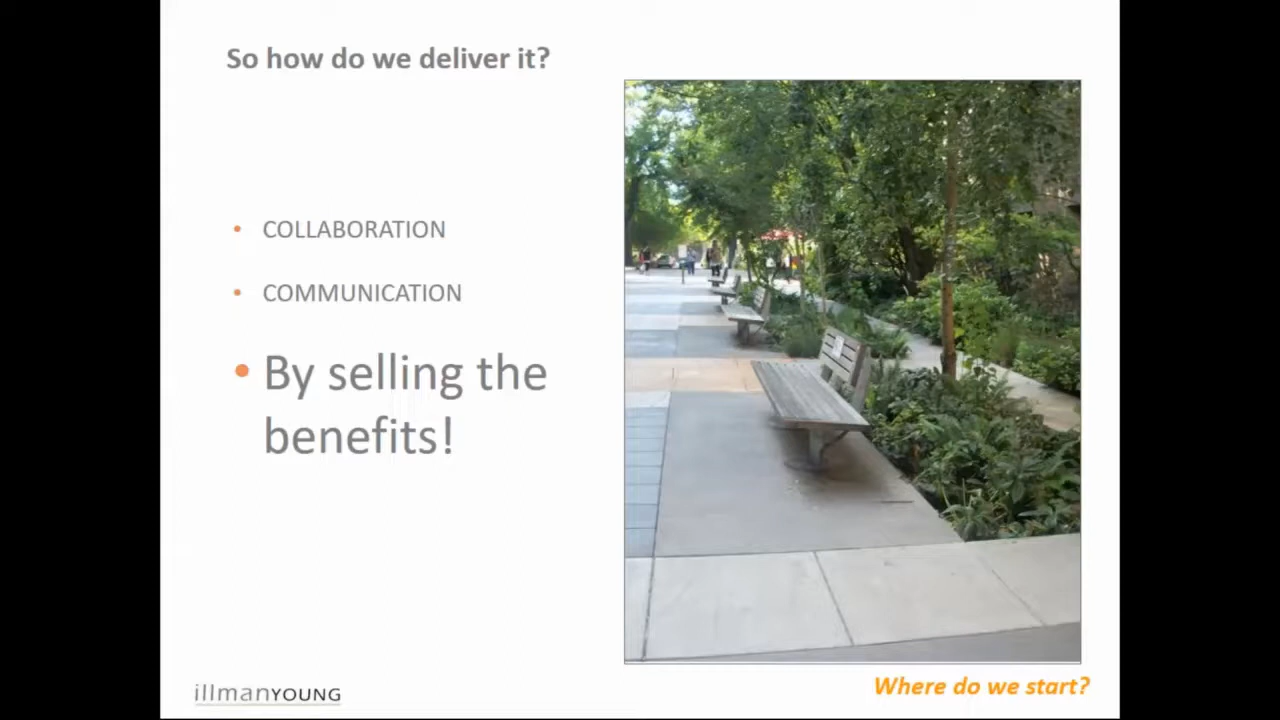 So how do we deliver it?
• COLLABORATION
• COMMUNICATION
• By selling the
benefits!
illmanYOUNG
Where do we start?